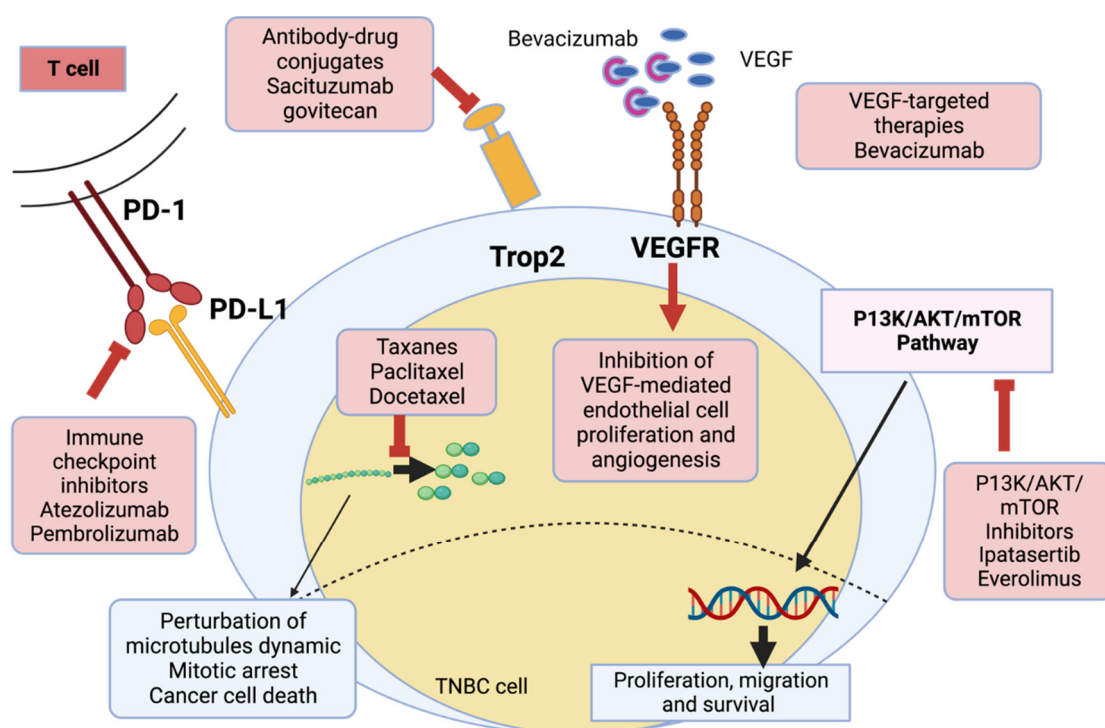 T cell
Antibody-drug
conjugates
Sacituzumab
govitecan
Bevacizumab
VEGF
VEGF-targeted
therapies
Bevacizumab
PD-1
Trop2
VEGFR
PD-L1
P13K/AKT/mTOR
Pathway
Taxanes
Paclitaxel
Docetaxel
Inhibition of
VEGF-mediated
endothelial cell
proliferation and
angiogenesis
Immune
checkpoint
inhibitors
Atezolizumab
Pembrolizumab
P13K/AKT/
mTOR
Inhibitors
Ipatasertib
Everolimus
Perturbation of
microtubules dynamic
Mitotic arrest
Cancer cell death
TNBC cell
Proliferation, migration
and survival